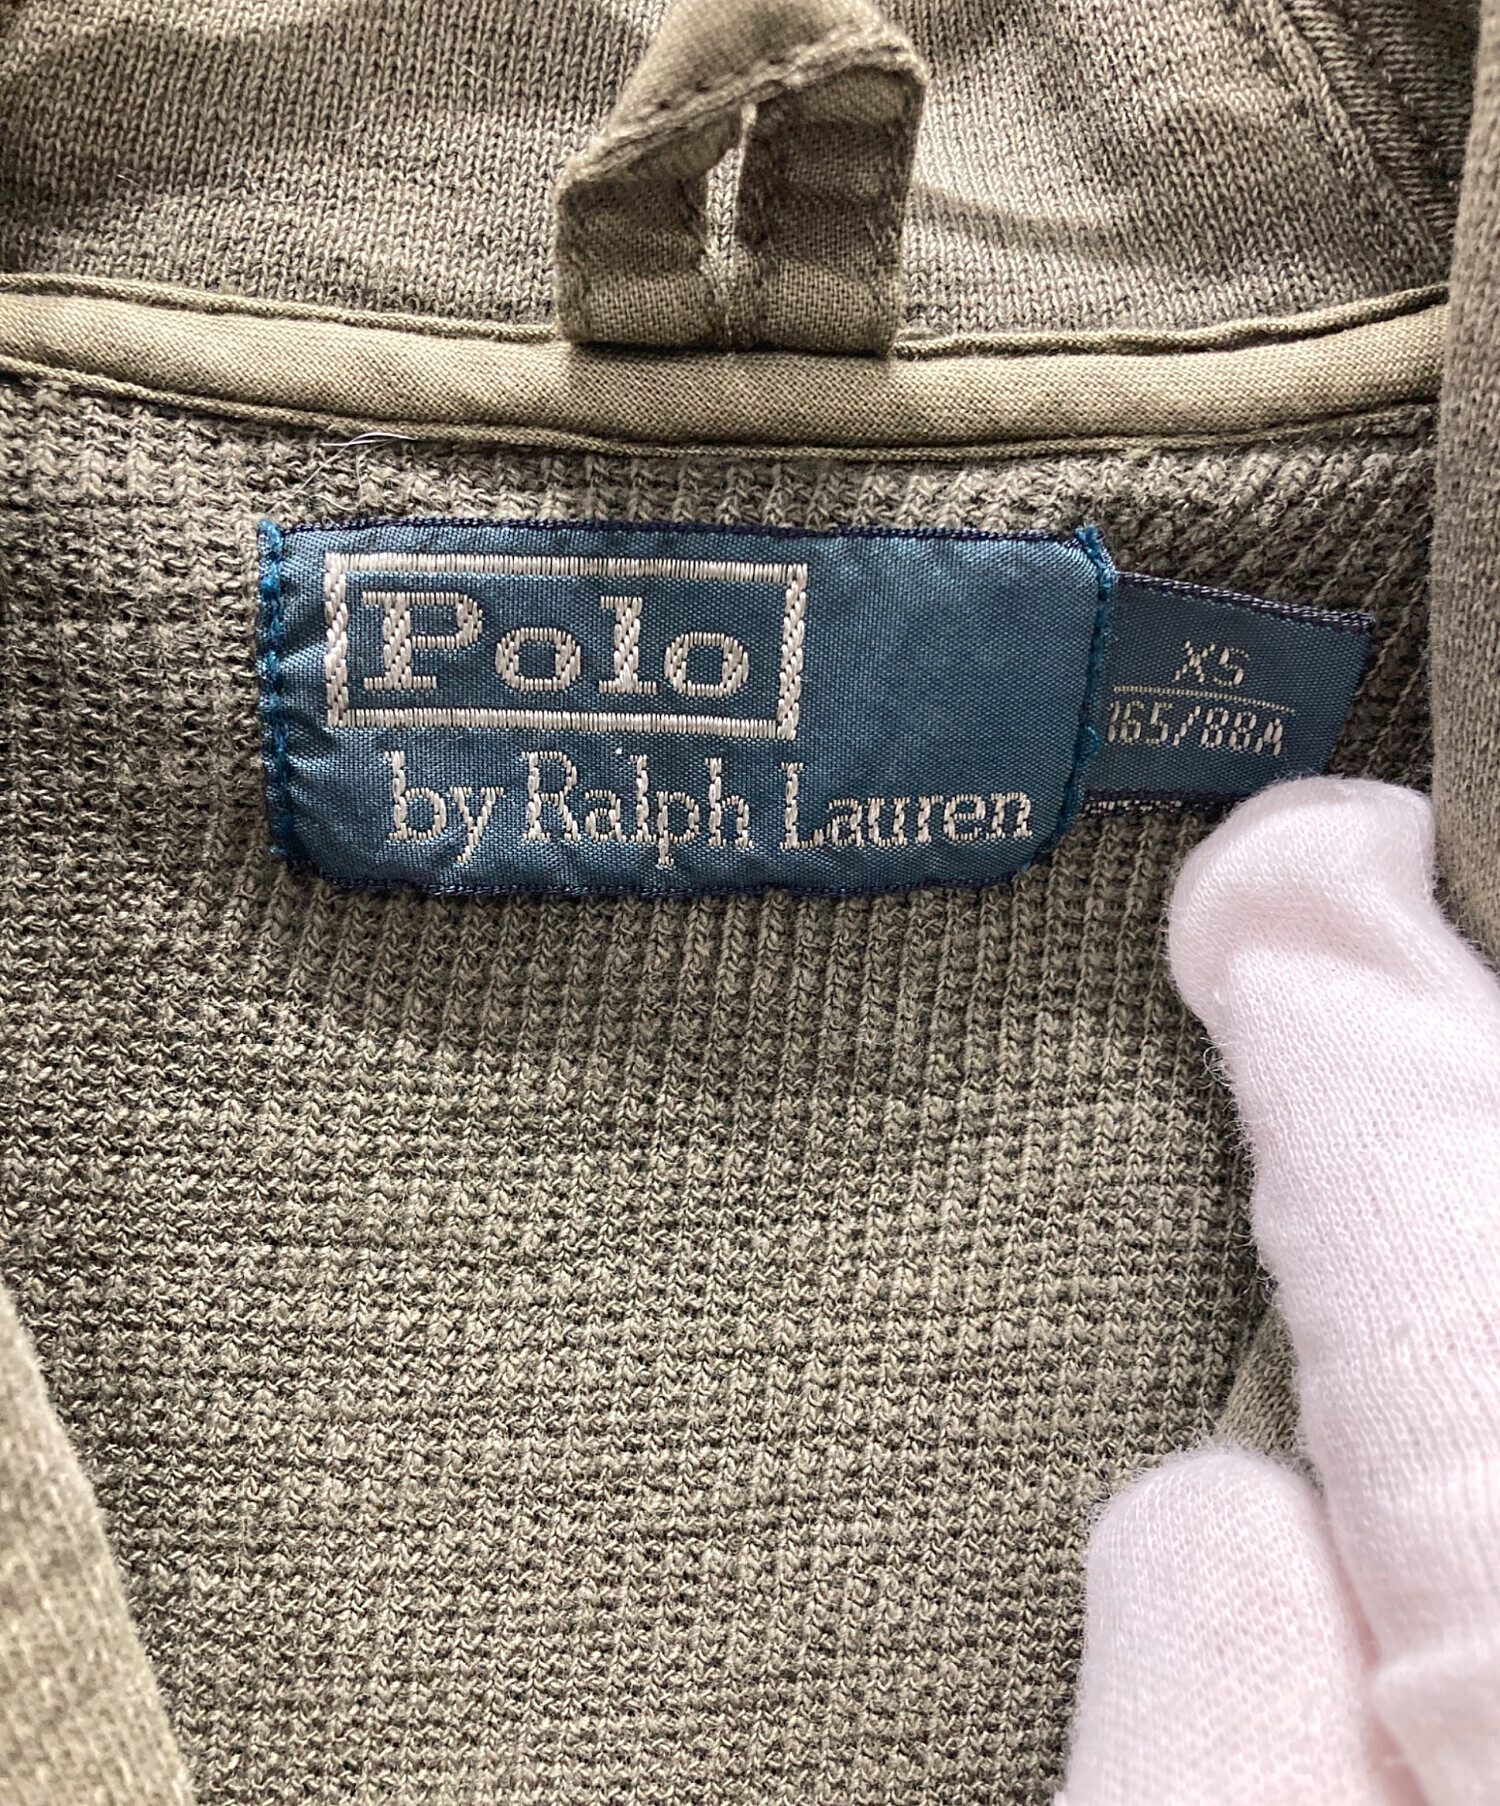 Polo
by Ralph Lauren
XS
165/88A